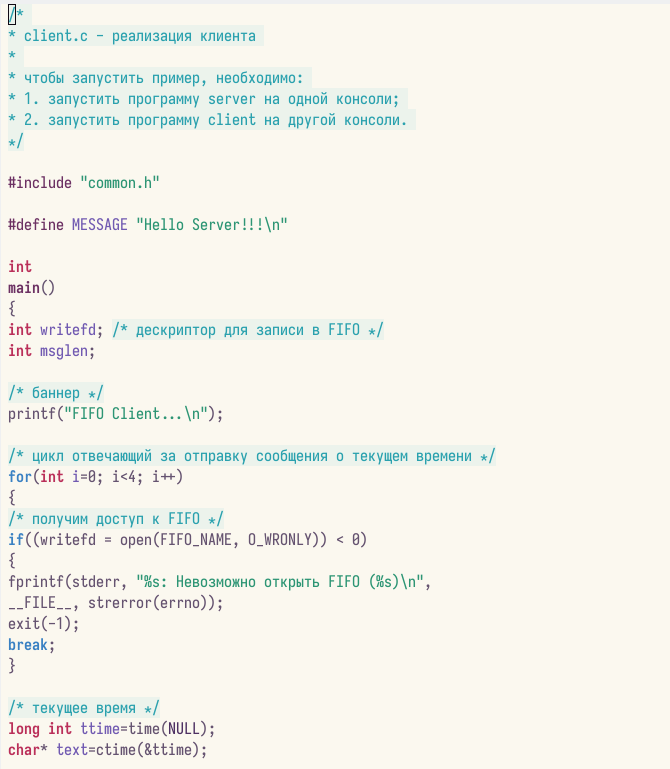 /*
* client.c - реализация клиента
*
* чтобы запустить пример, необходимо:
* 1. запустить программу server на одной консоли;
* 2. запустить программу client на другой консоли.
*/
#include "common.h"
#define MESSAGE "Hello Server!!!\n"
int
main()
{
int writefd; /* дескриптор для записи в FIFO */
int msglen;
/* баннер */
printf("FIFO Client...\n");
/* цикл отвечающий за отправку сообщения о текущем времени */
for(int i=0; i<4; i++)
{
/* получим доступ к FIFO */
if((writefd = open(FIFO_NAME, O_WRONLY)) < 0)
{
fprintf(stderr, "%s: Невозможно открыть FIFO (%s)\n",
__FILE__, strerror(errno));
exit(-1);
break;
}
/* текущее время */
long int ttime=time(NULL);
char* text=ctime(&ttime);